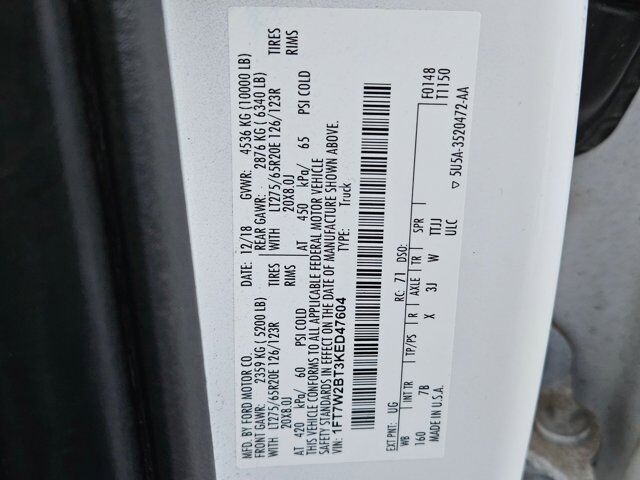 MFD. BY FORD MOTOR CO. DATE: 12/18 GVWR: 4536 KG (10000 LB)
FRONT GAWR: 2359 KG (5200 LB) REAR GAWR: 2876 KG (6340 LB)
WITH LT275/65R20E 126/123R TIRES WITH LT275/65R20E 126/123R TIRES
20X8.0J RIMS 20X8.0J RIMS
AT 420 kPa/ 60 PSI COLD AT 450 kPa/ 65 PSI COLD
THIS VEHICLE CONFORMS TO ALL APPLICABLE FEDERAL MOTOR VEHICLE
SAFETY STANDARDS IN EFFECT ON THE DATE OF MANUFACTURE SHOWN ABOVE.
VIN: 1FT7W2BT3KED47604 TYPE: Truck
F0148
T1150
EXT PNT: UG RC: 71 DSO:
WB INT TR TP/PS R AXLE TR SPR
160 7B X 3J W TTJJ
MADE IN U.S.A. ULC
▽ 5U5A-3520472-AA